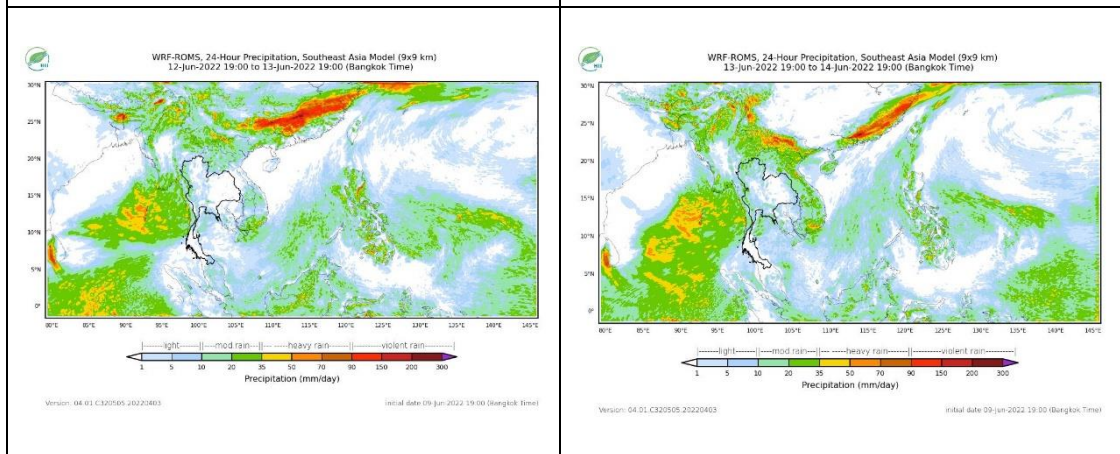 WRF-ROMS, 24-Hour Precipitation, Southeast Asia Model (9x9 km)
12-Jun-2022 19:00 to 13-Jun-2022 19:00 (Bangkok Time)
30°N
25°N
20°N
15°N
10°N
5°N
0°
80°E 85°E 90°E 95°E 100°E 105°E 110°E 115°E 120°E 125°E 130°E 135°E 140°E 145°E
|-------light-------||---mod rain---||--- ---heavy rain-------||-------violent rain-------|
1 5 10 20 35 50 70 90 150 200 300
Precipitation (mm/day)
Version: 04.01.C320505.20220403
initial date 09-Jun-2022 19:00 (Bangkok Time)
WRF-ROMS, 24-Hour Precipitation, Southeast Asia Model (9x9 km)
13-Jun-2022 19:00 to 14-Jun-2022 19:00 (Bangkok Time)
30°N
25°N
20°N
15°N
10°N
5°N
0°
80°E 85°E 90°E 95°E 100°E 105°E 110°E 115°E 120°E 125°E 130°E 135°E 140°E 145°E
|-------light-------||---mod rain---||-------heavy rain-------||-------violent rain-------|
1 5 10 20 35 50 70 90 150 200 300
Precipitation (mm/day)
Version: 04.01.C320505.20220403
initial date 09-Jun-2022 19:00 (Bangkok Time)